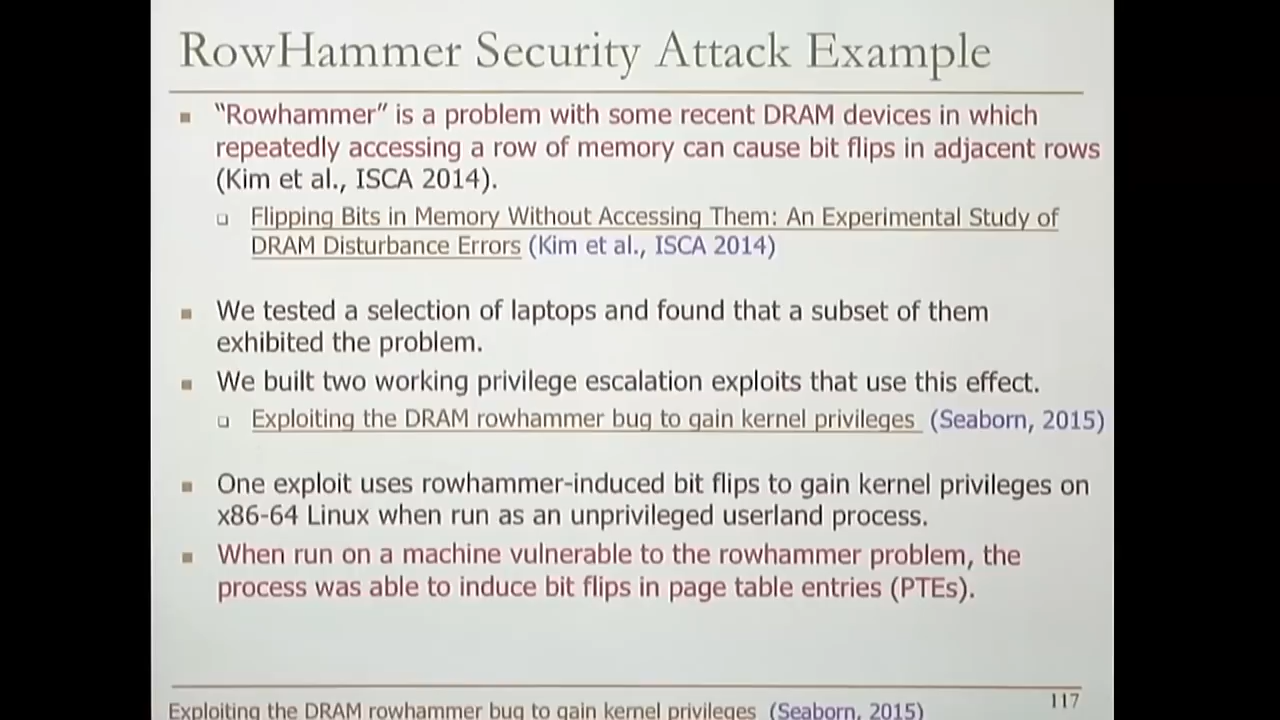 RowHammer Security Attack Example
“Rowhammer” is a problem with some recent DRAM devices in which
repeatedly accessing a row of memory can cause bit flips in adjacent rows
(Kim et al., ISCA 2014).
Flipping Bits in Memory Without Accessing Them: An Experimental Study of
DRAM Disturbance Errors (Kim et al., ISCA 2014)
We tested a selection of laptops and found that a subset of them
exhibited the problem.
We built two working privilege escalation exploits that use this effect.
Exploiting the DRAM rowhammer bug to gain kernel privileges (Seaborn, 2015)
One exploit uses rowhammer-induced bit flips to gain kernel privileges on
x86-64 Linux when run as an unprivileged userland process.
When run on a machine vulnerable to the rowhammer problem, the
process was able to induce bit flips in page table entries (PTEs).
117
Exploiting the DRAM rowhammer bug to gain kernel privileges (Seaborn, 2015)